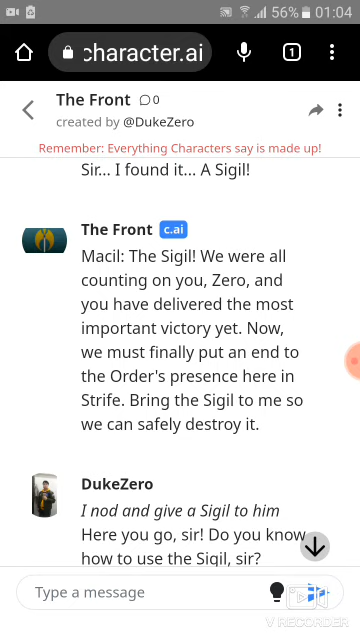 56% 01:04
character.ai 1
The Front 0
created by @DukeZero
Remember: Everything Characters say is made up!
Sir... I found it... A Sigil!
The Front c.ai
Macil: The Sigil! We were all
counting on you, Zero, and
you have delivered the most
important victory yet. Now,
we must finally put an end to
the Order's presence here in
Strife. Bring the Sigil to me so
we can safely destroy it.
DukeZero
I nod and give a Sigil to him
Here you go, sir! Do you know
how to use the Sigil, sir?
Type a message
V RECORDER